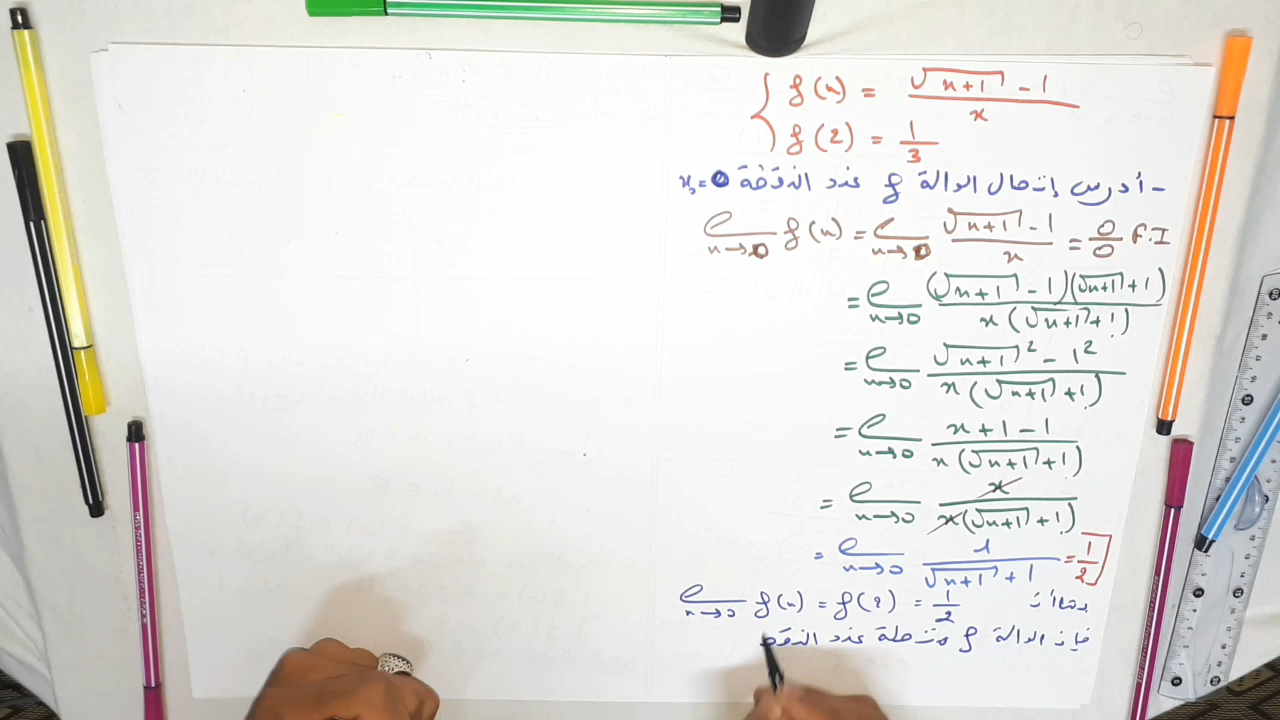 f(x) = (√(x+1) - 1)/x
f(2) = 1/3
- أدرس إتصال الدالة f عند النقطة x₀=0
lim x→0 f(x) = lim x→0 (√(x+1) - 1)/x = 0/0 F.I
= lim x→0 (√(x+1) - 1)(√(x+1) + 1)/x(√(x+1) + 1)
= lim x→0 (√(x+1)² - 1²)/x(√(x+1) + 1)
= lim x→0 (x+1-1)/x(√(x+1) + 1)
= lim x→0 x/x(√(x+1) + 1)
= lim x→0 1/(√(x+1) + 1) = 1/2
بما أن lim x→0 f(x) = f(2) = 1/2
فإن الدالة f متصلة عند